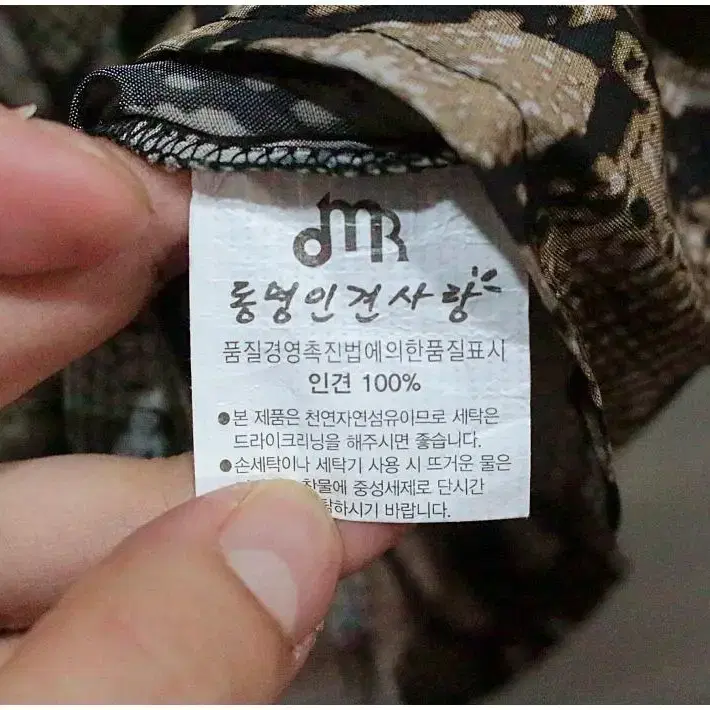 dMR
동명인견사랑
품질경영촉진법에의한품질표시
인견 100%
●본 제품은 천연자연섬유이므로 세탁은
드라이크리닝을 해주시면 좋습니다.
●손세탁이나 세탁기 사용 시 뜨거운 물은
찬물에 중성세제로 단시간
하시기 바랍니다.